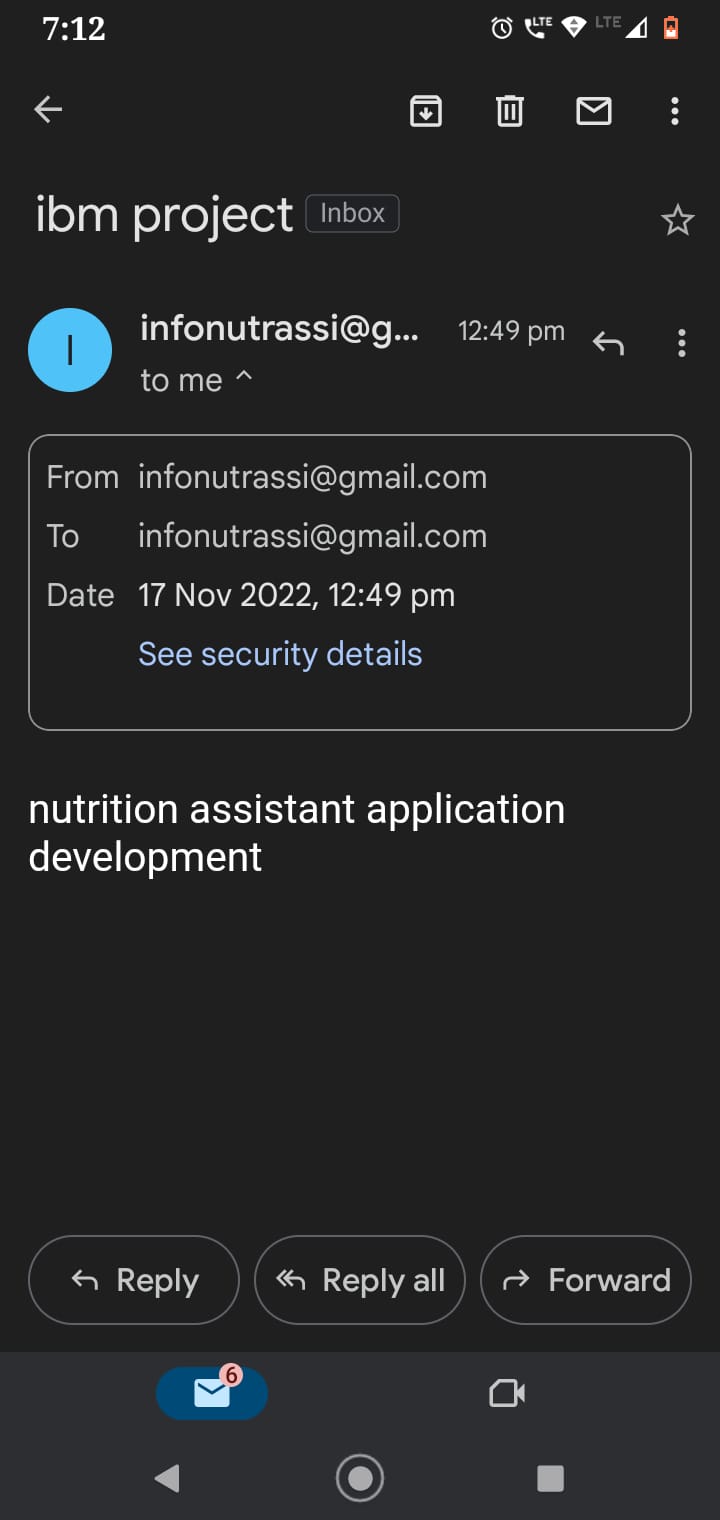 7:12 LTE LTE
ibm project Inbox
I
infonutrassi@g... 12:49 pm
to me
From infonutrassi@gmail.com
To infonutrassi@gmail.com
Date 17 Nov 2022, 12:49 pm
See security details
nutrition assistant application
development
Reply Reply all Forward
6